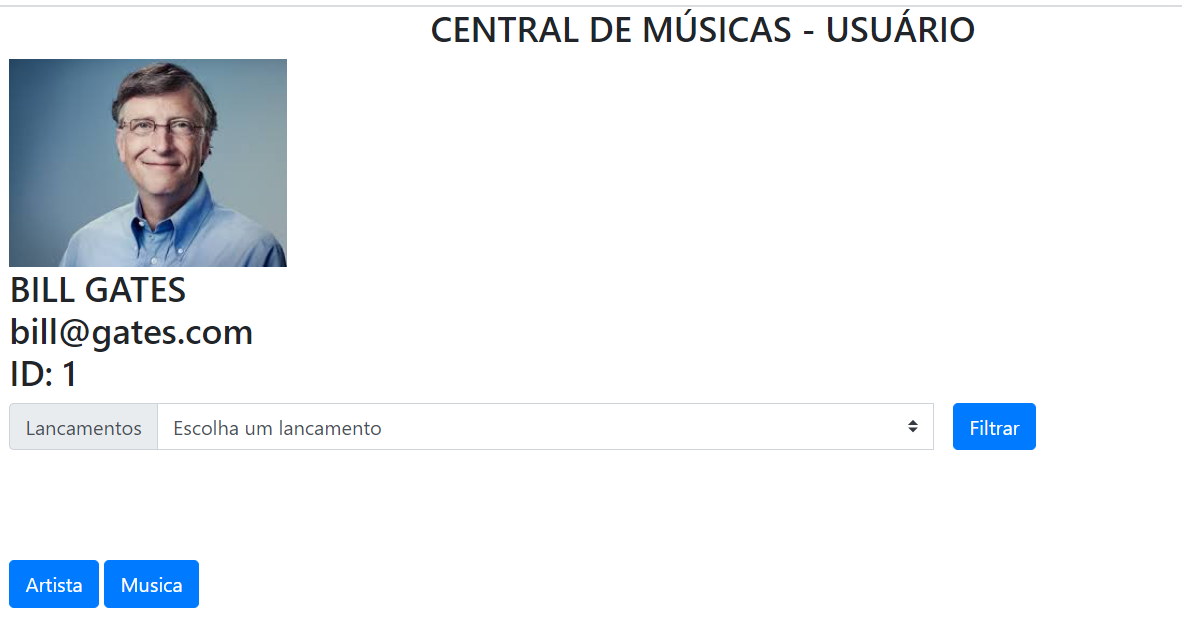 CENTRAL DE MÚSICAS - USUÁRIO
BILL GATES
bill@gates.com
ID: 1
Lancamentos Escolha um lancamento Filtrar
Artista Musica